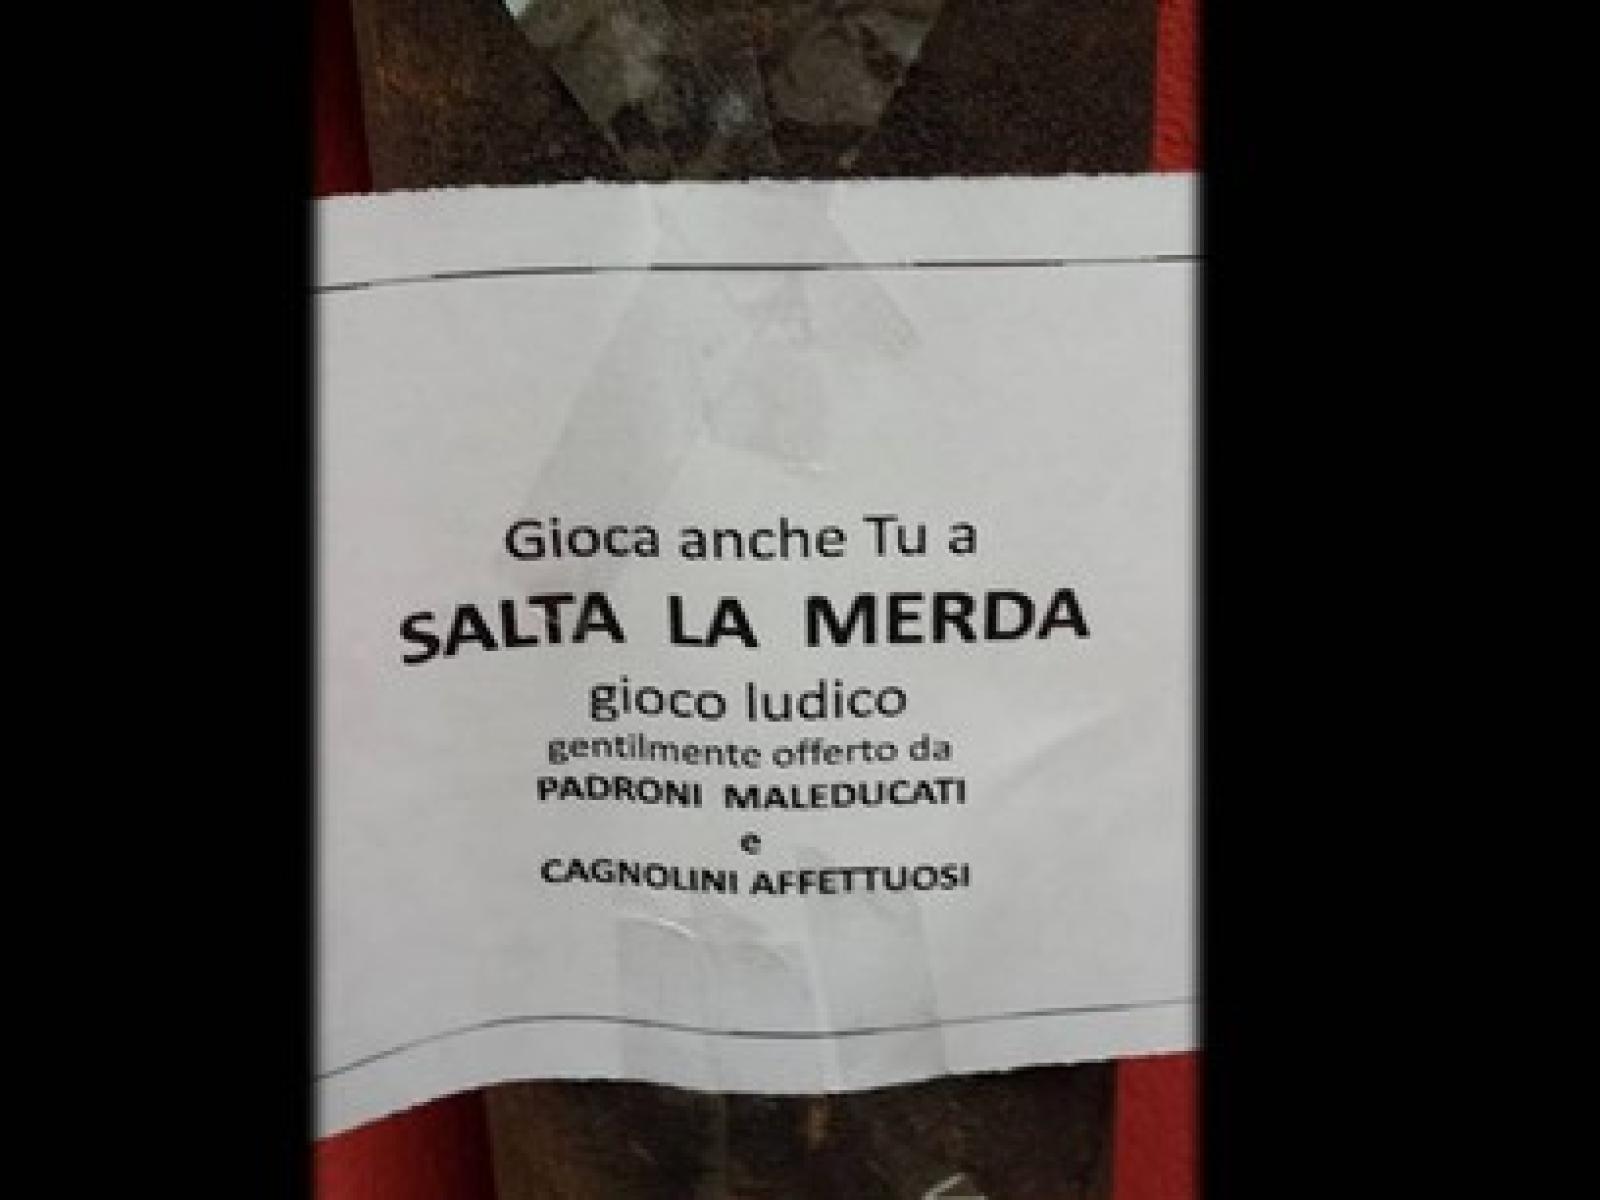 Gioca anche Tu a
SALTA LA MERDA
gioco ludico
gentilmente offerto da
PADRONI MALEDUCATI
e
CAGNOLINI AFFETTUOSI